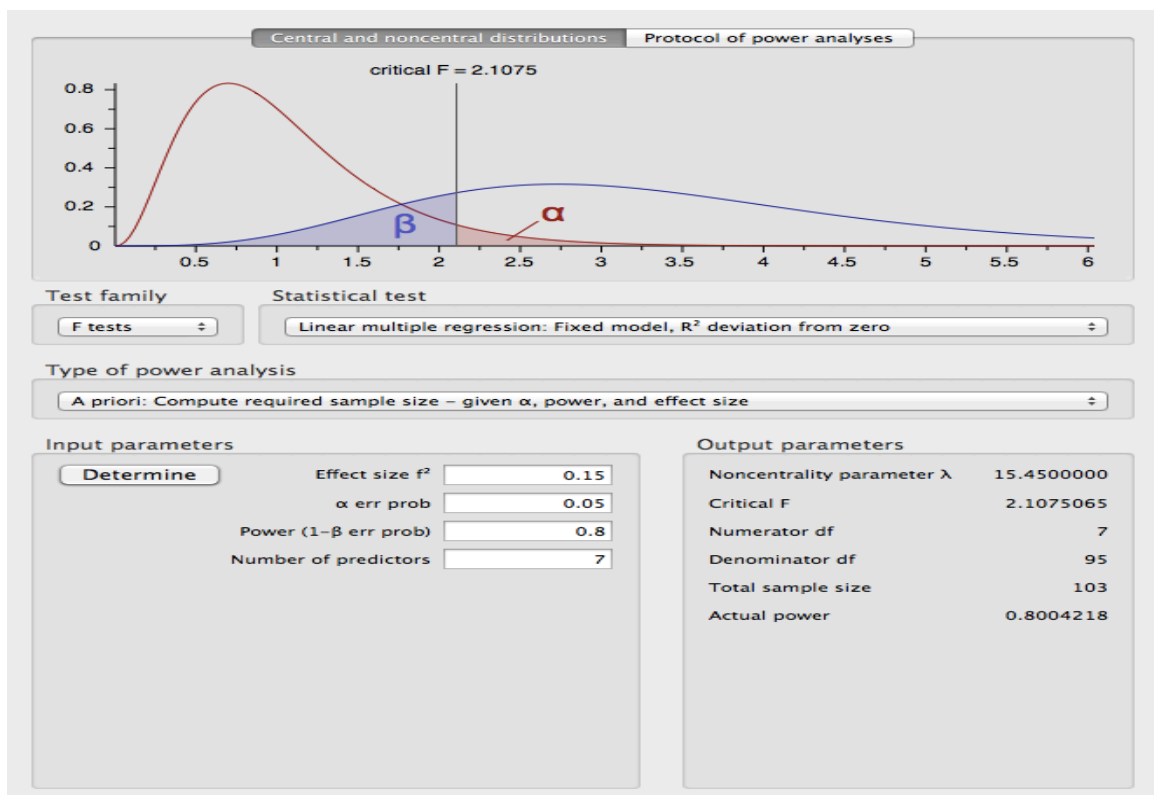 Central and noncentral distributions Protocol of power analyses
critical F = 2.1075
0.8
0.6
0.4
0.2
0
β
α
0.5 1 1.5 2 2.5 3 3.5 4 4.5 5 5.5 6
Test family Statistical test
F tests Linear multiple regression: Fixed model, R² deviation from zero
Type of power analysis
A priori: Compute required sample size – given α, power, and effect size
Input parameters
Determine Effect size f² 0.15
α err prob 0.05
Power (1-β err prob) 0.8
Number of predictors 7
Output parameters
Noncentrality parameter λ 15.4500000
Critical F 2.1075065
Numerator df 7
Denominator df 95
Total sample size 103
Actual power 0.8004218